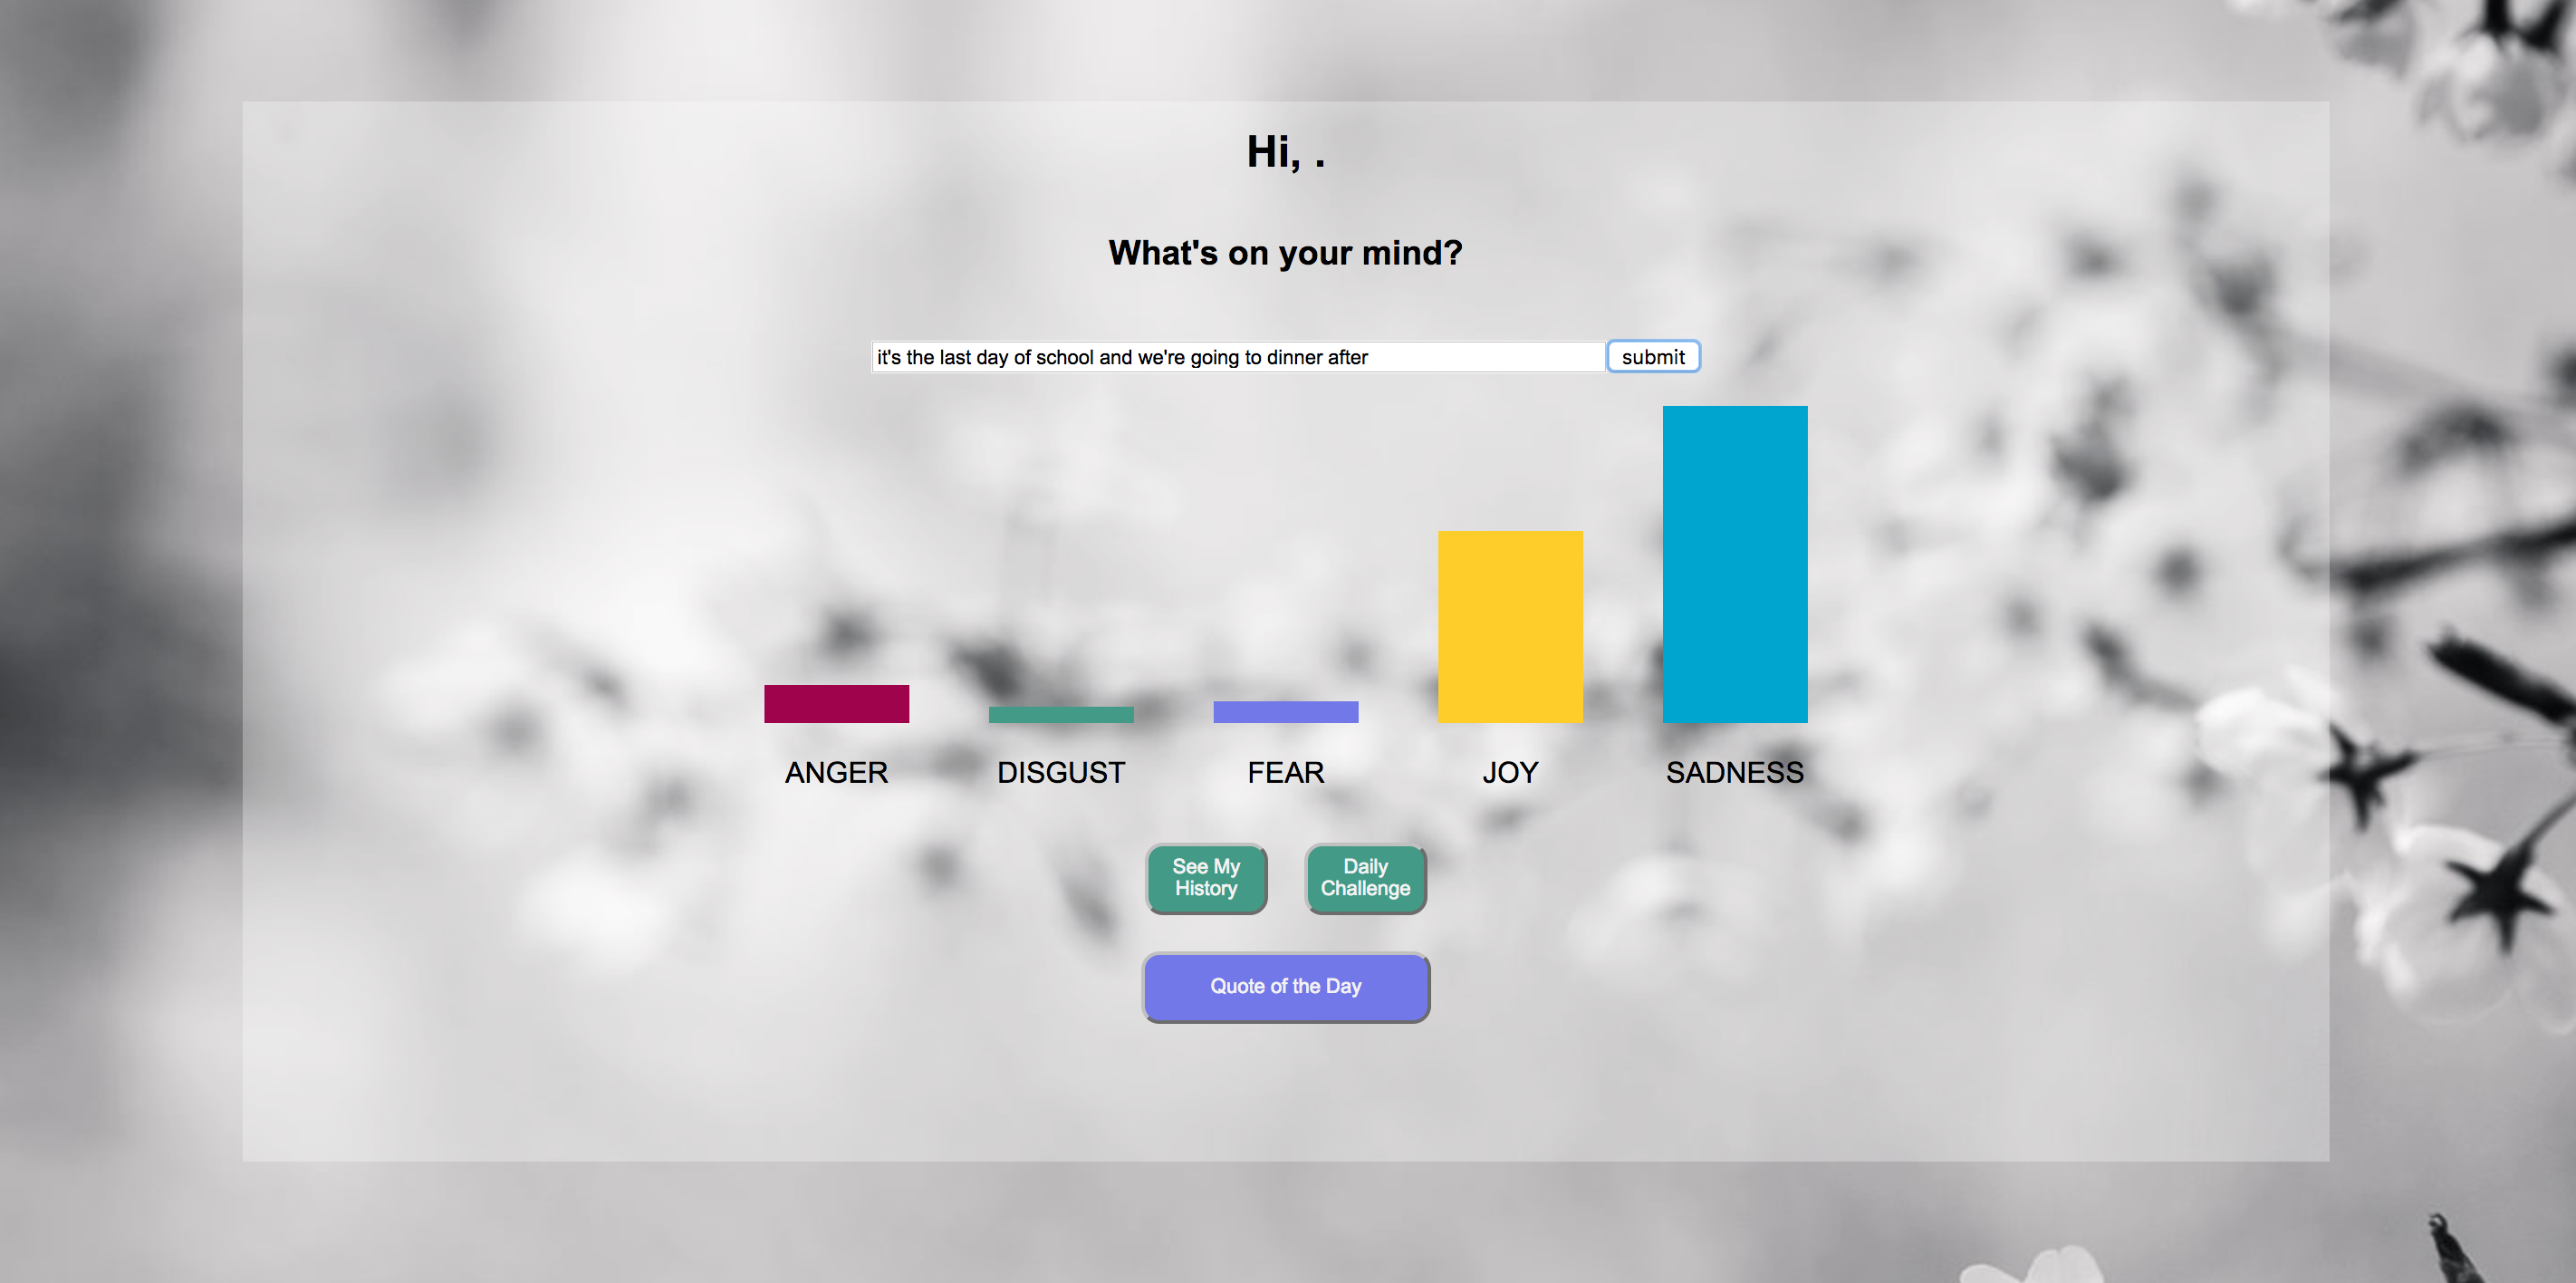 Hi, .
What's on your mind?
it's the last day of school and we're going to dinner after submit
ANGER DISGUST FEAR JOY SADNESS
See My
History
Daily
Challenge
Quote of the Day